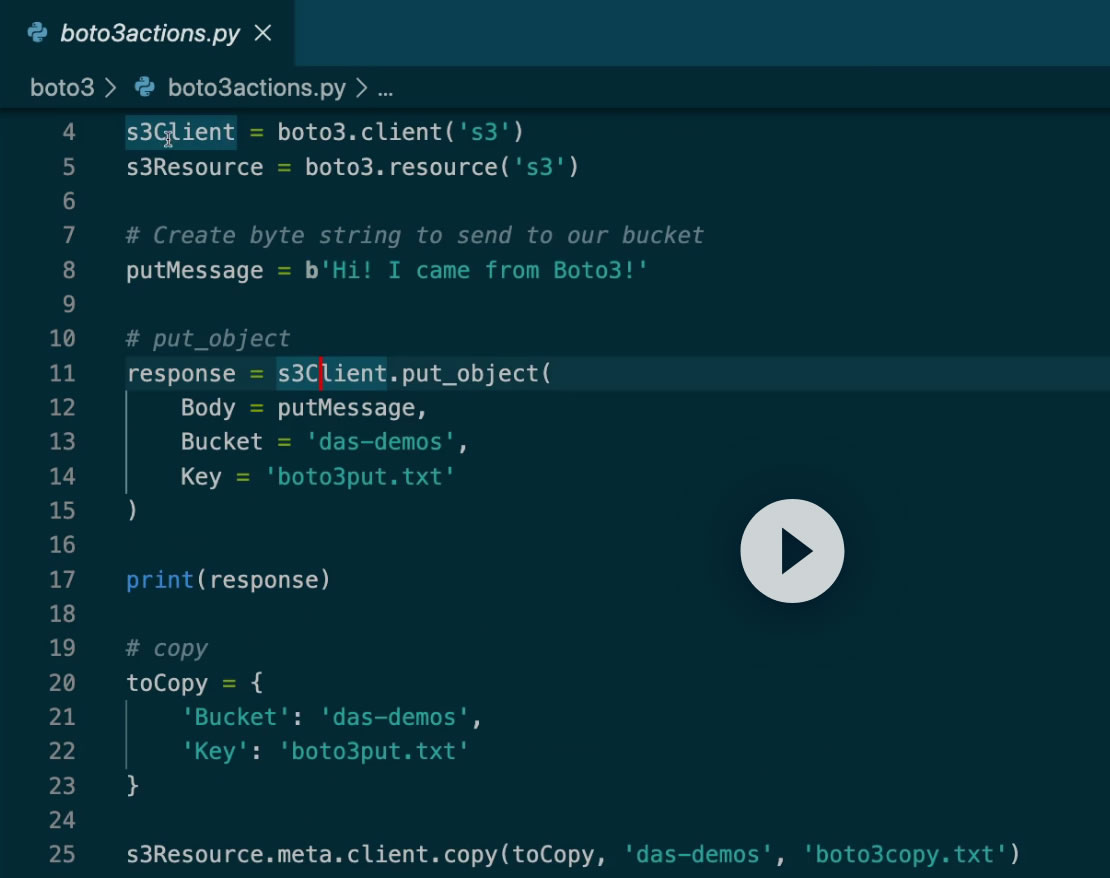 boto3actions.py
boto3 > boto3actions.py > ...
4 s3Client = boto3.client('s3')
5 s3Resource = boto3.resource('s3')
6
7 # Create byte string to send to our bucket
8 putMessage = b'Hi! I came from Boto3!'
9
10 # put_object
11 response = s3Client.put_object(
12     Body = putMessage,
13     Bucket = 'das-demos',
14     Key = 'boto3put.txt'
15 )
16
17 print(response)
18
19 # copy
20 toCopy = {
21     'Bucket': 'das-demos',
22     'Key': 'boto3put.txt'
23 }
24
25 s3Resource.meta.client.copy(toCopy, 'das-demos', 'boto3copy.txt')